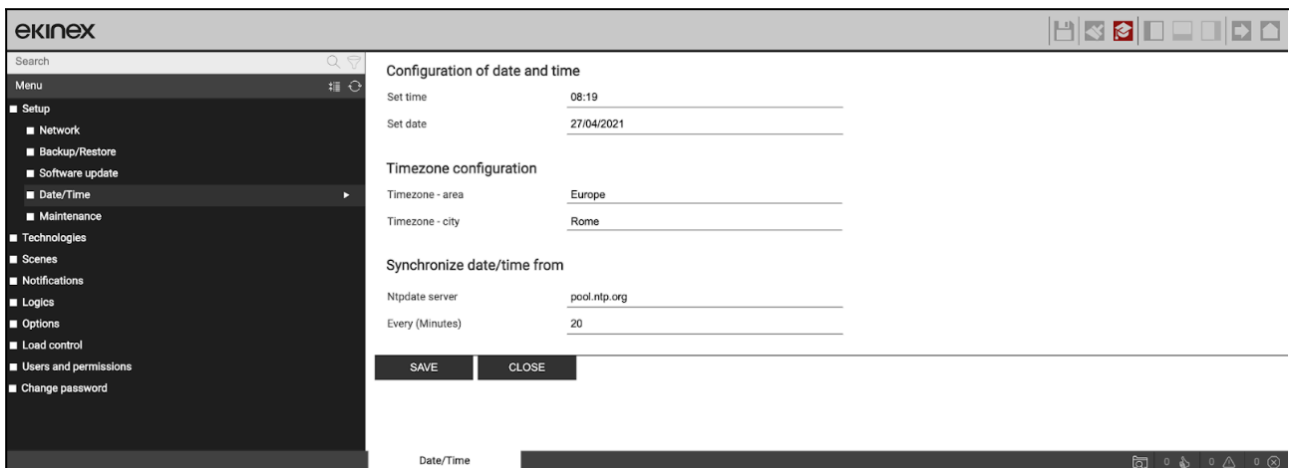 ekinex
Search
Menu
Setup
Network
Backup/Restore
Software update
Date/Time
Maintenance
Technologies
Scenes
Notifications
Logics
Options
Load control
Users and permissions
Change password
Configuration of date and time
Set time 08:19
Set date 27/04/2021
Timezone configuration
Timezone - area Europe
Timezone - city Rome
Synchronize date/time from
Ntpdate server pool.ntp.org
Every (Minutes) 20
SAVE CLOSE
Date/Time 0 0 0